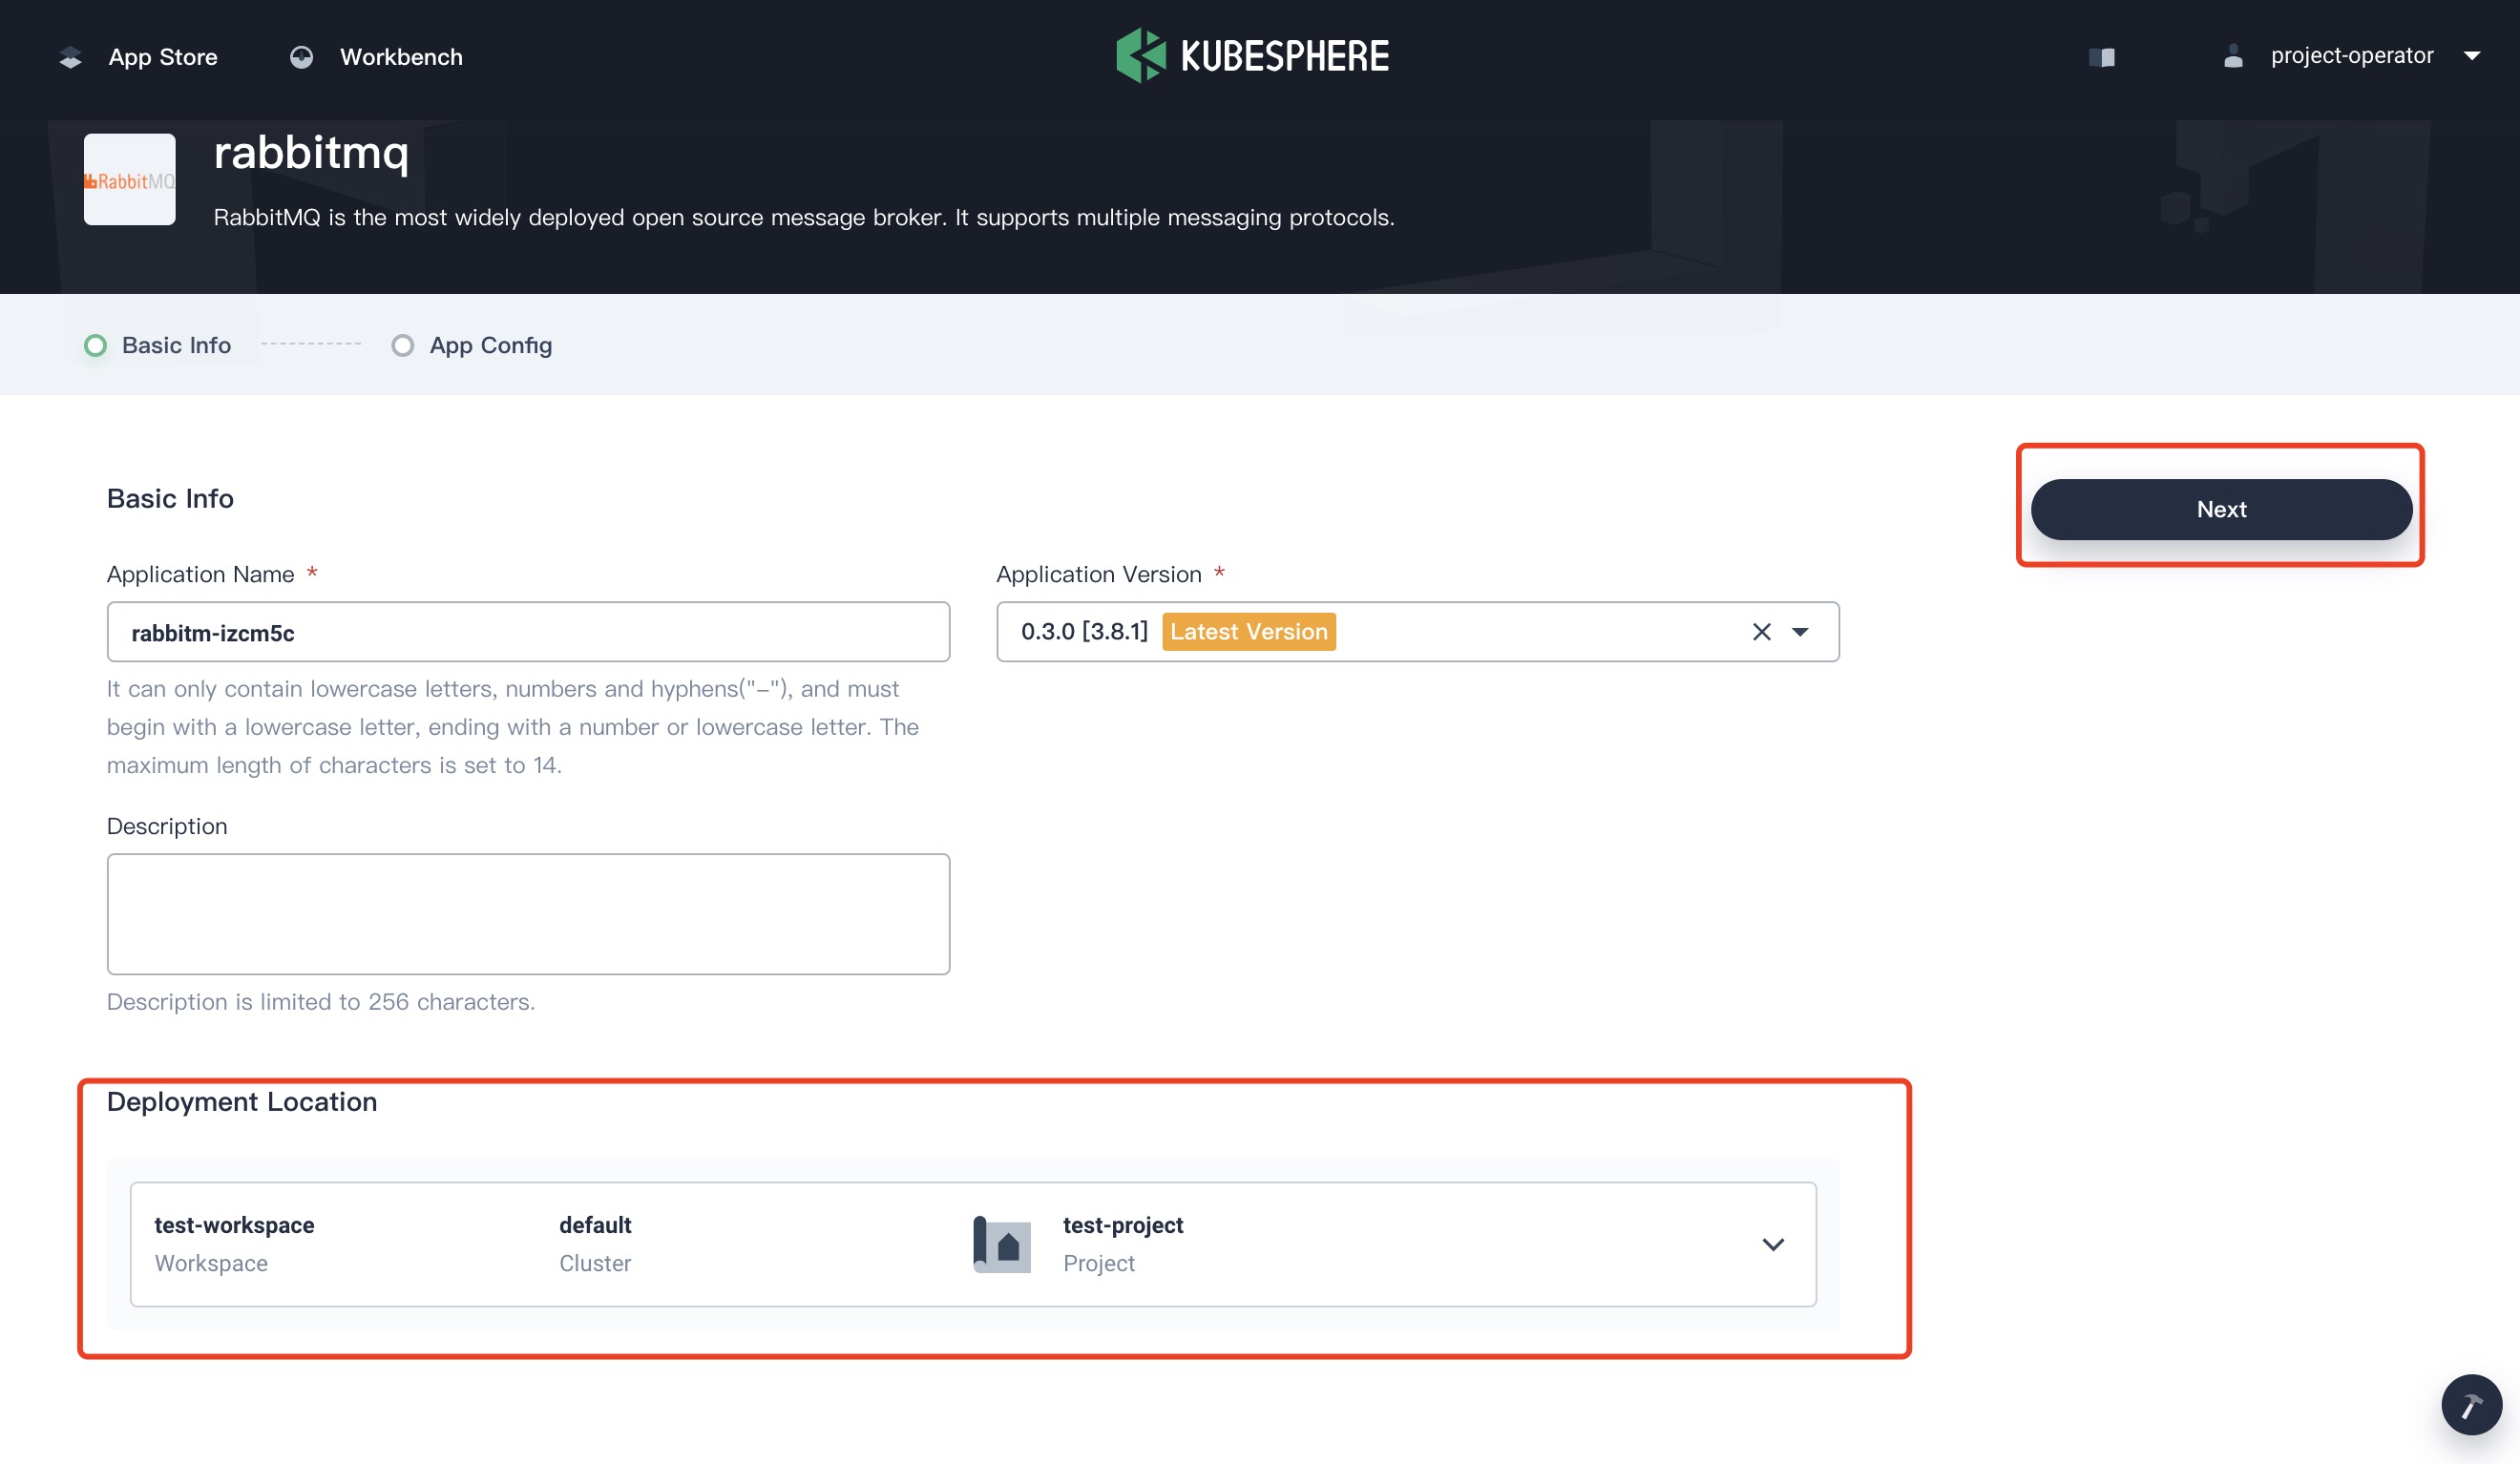 App Store
Workbench
KUBESPHERE
project-operator
RabbitMQ
rabbitmq
RabbitMQ is the most widely deployed open source message broker. It supports multiple messaging protocols.
Basic Info
App Config
Basic Info
Next
Application Name *
Application Version *
rabbitm-izcm5c
0.3.0 [3.8.1] Latest Version
It can only contain lowercase letters, numbers and hyphens("-"), and must
begin with a lowercase letter, ending with a number or lowercase letter. The
maximum length of characters is set to 14.
Description
Description is limited to 256 characters.
Deployment Location
test-workspace
Workspace
default
Cluster
test-project
Project